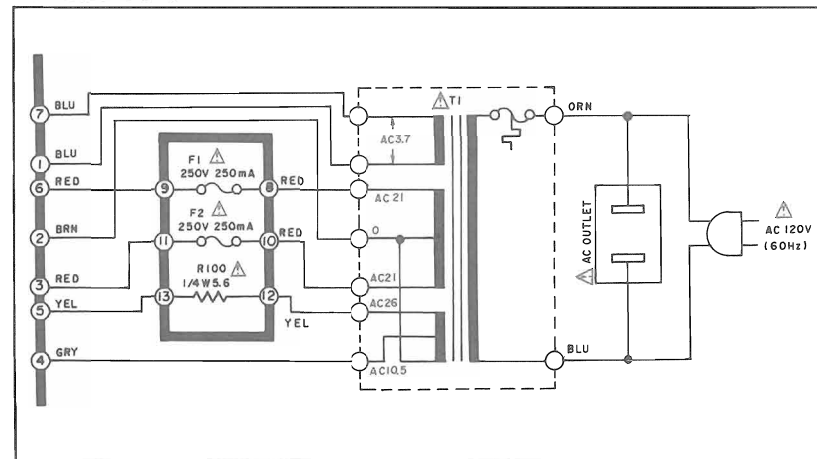 T1
ORN
7
BLU
AC3.7
1
BLU
F1
250V 250mA
6
RED
9
8
RED
AC 21
F2
250V 250mA
2
BRN
0
RED
11
10
AC OUTLET
AC 120V
(60Hz)
3
RED
R100
AC21
5
YEL
1/4W5.6
13
12
YEL
AC26
4
GRY
AC10.5
BLU